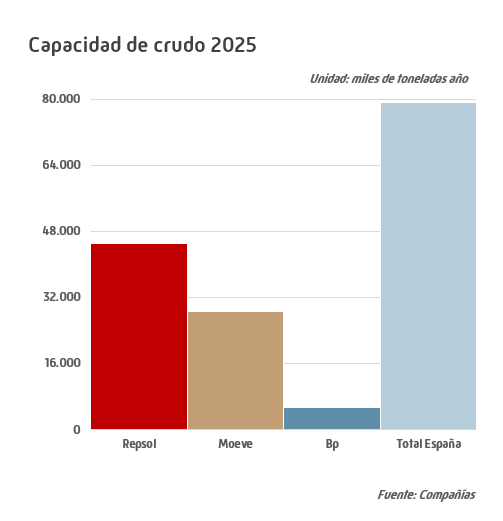 Capacidad de crudo 2025
Unidad: miles de toneladas año
80.000
64.000
48.000
32.000
16.000
0
Repsol Moeve Bp Total España
Fuente: Compañías